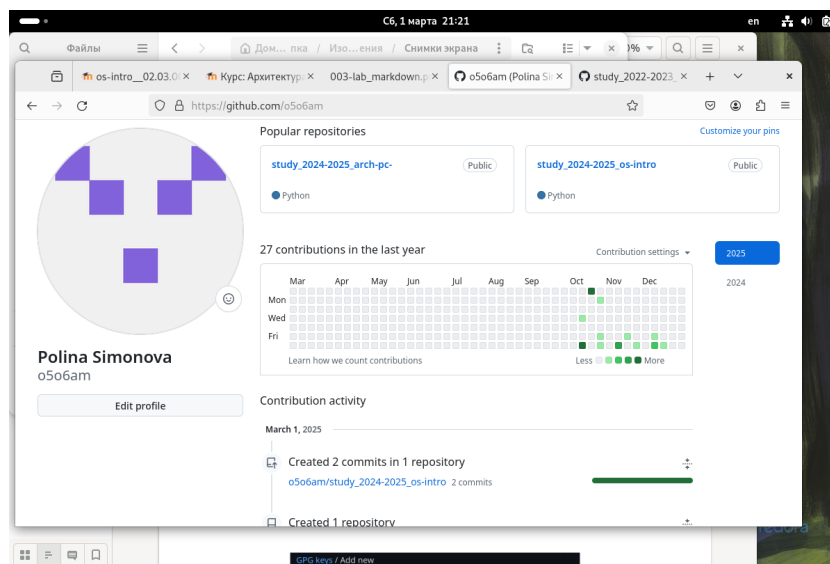 Сб, 1 марта 21:21
en
Файлы
Дом… пка / Изо…ения / Снимки экрана
)% 
os-intro__02.03.0
Курс: Архитектур
003-lab_markdown.p
o5o6am (Polina Si
study_2022-2023_
https://github.com/o5o6am
Popular repositories
Customize your pins
study_2024-2025_arch-pc-
Public
study_2024-2025_os-intro
Public
Python
Python
27 contributions in the last year
Contribution settings
2025
2024
Mar Apr May Jun Jul Aug Sep Oct Nov Dec
Mon
Wed
Fri
Learn how we count contributions
Less
More
Polina Simonova
o5o6am
Edit profile
Contribution activity
March 1, 2025
Created 2 commits in 1 repository
o5o6am/study_2024-2025_os-intro 2 commits
Created 1 repository
fedora
GPG keys / Add new